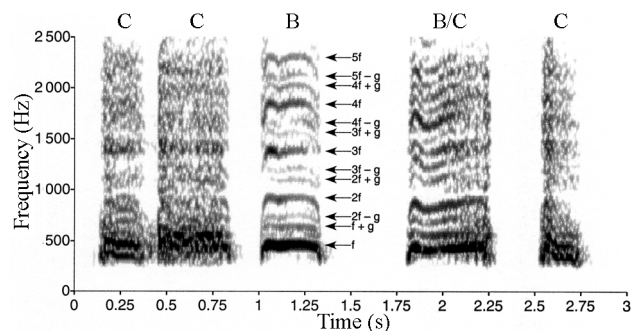 C C B B/C C
Frequency (Hz)
2 500
2 000
1 500
1 000
500
0
5f
5f – g
4f + g
4f
4f – g
3f + g
3f
3f – g
2f + g
2f
2f – g
f + g
f
0 0.25 0.5 0.75 1 1.25 1.5 1.75 2 2.25 2.5 2.75 3
Time (s)